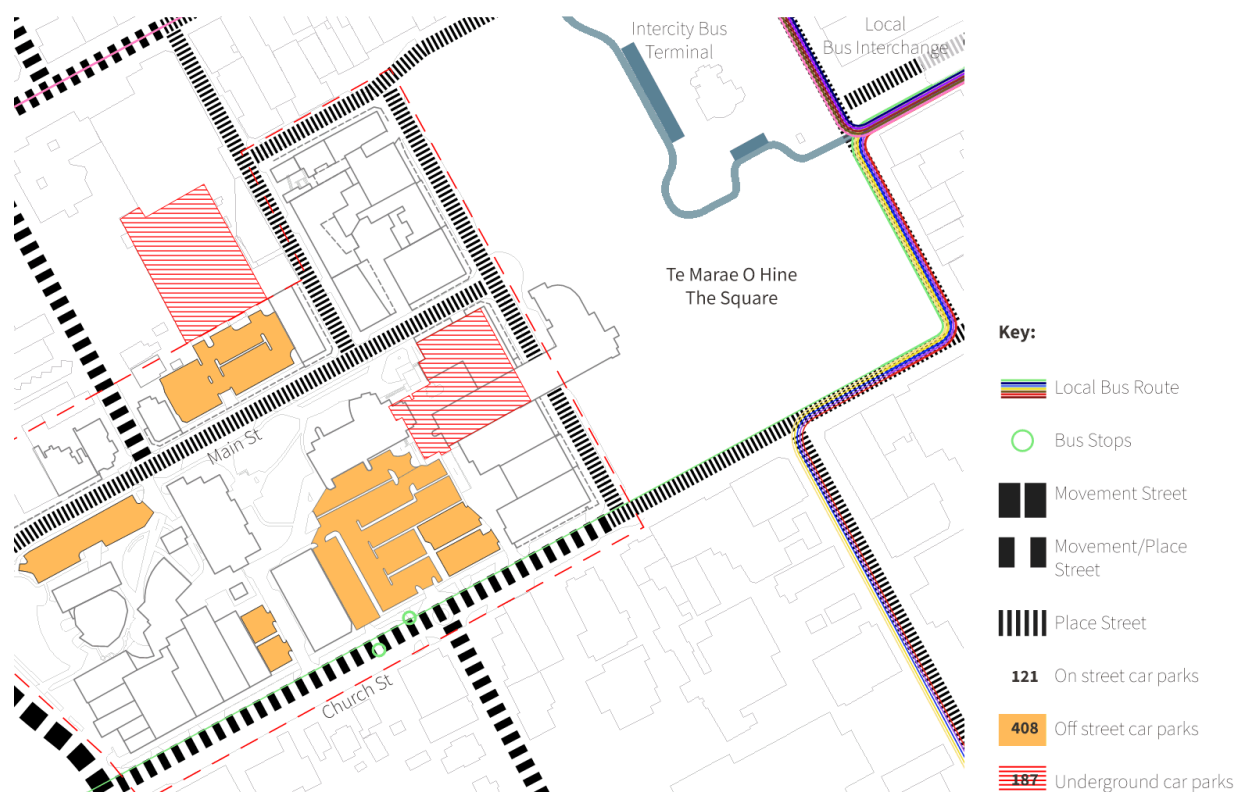 Intercity Bus
Terminal
Local
Bus Interchange
Te Marae O Hine
The Square
Main St
Church St
Key:
Local Bus Route
Bus Stops
Movement Street
Movement/Place
Street
Place Street
121 On street car parks
408 Off street car parks
187 Underground car parks